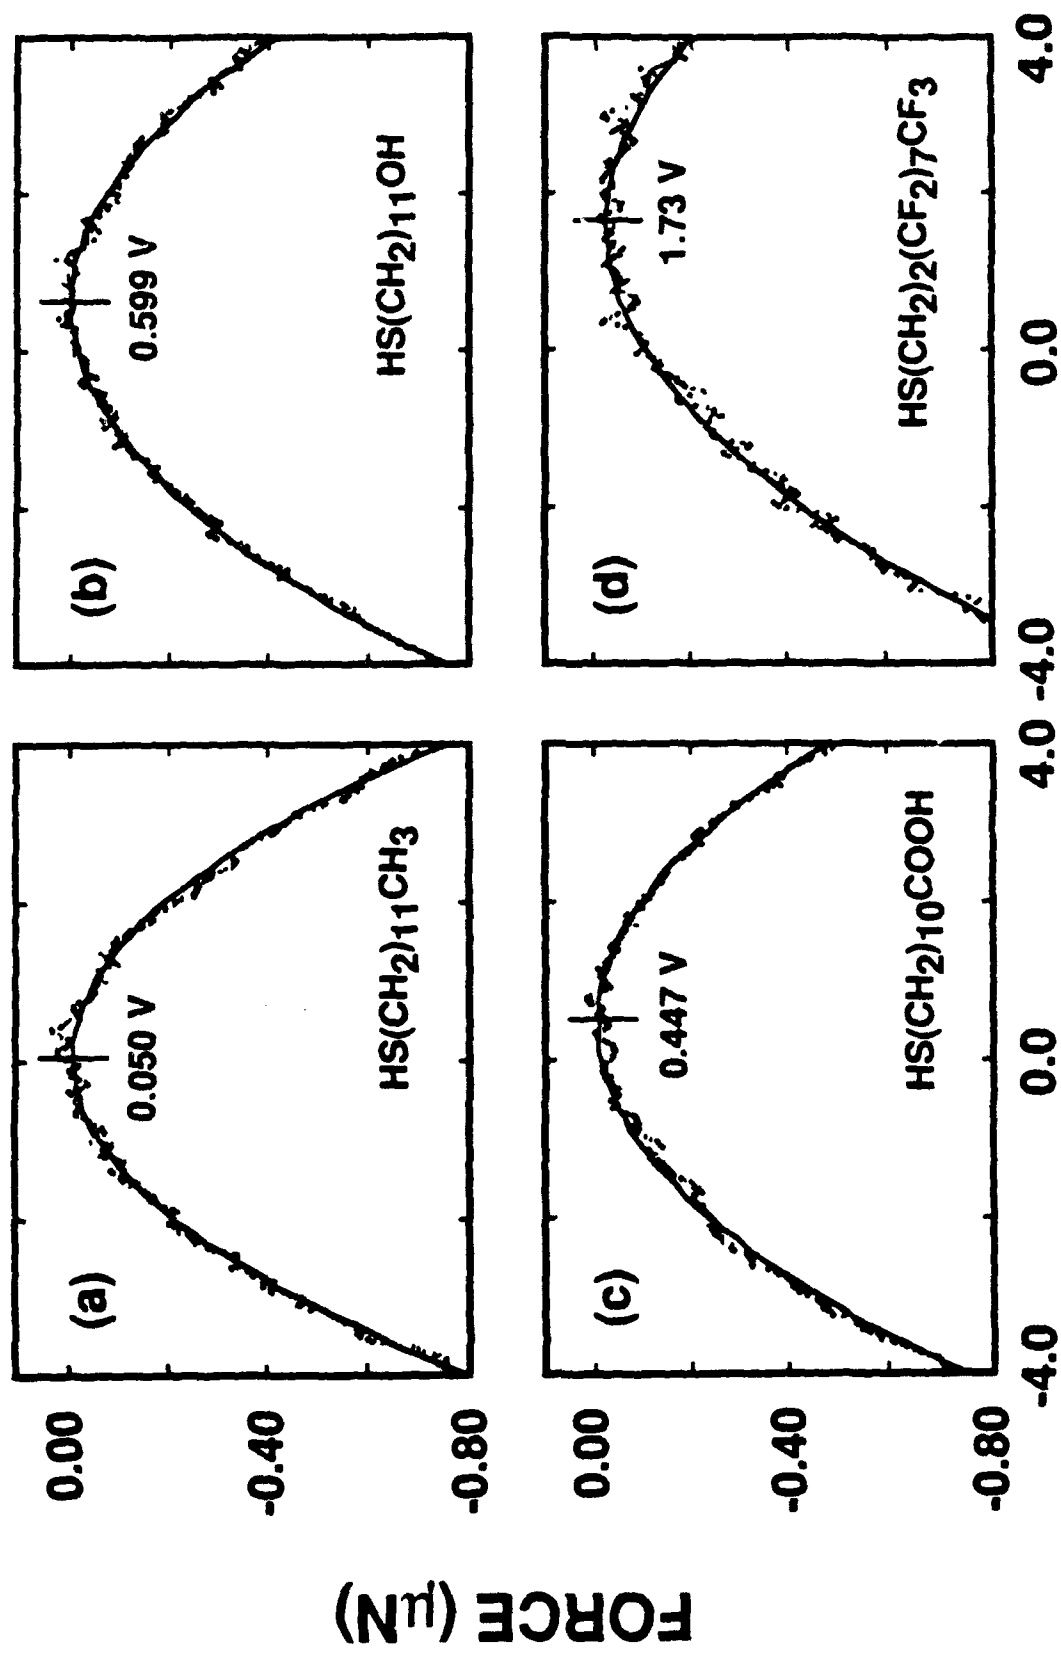 FORCE (μN)
0.00
-0.40
-0.80
(a)
0.050 V
HS(CH2)11CH3
(b)
0.599 V
HS(CH2)11OH
0.00
-0.40
-0.80
(c)
0.447 V
HS(CH2)10COOH
(d)
1.73 V
HS(CH2)2(CF2)7CF3
-4.0 0.0 4.0 -4.0 0.0 4.0